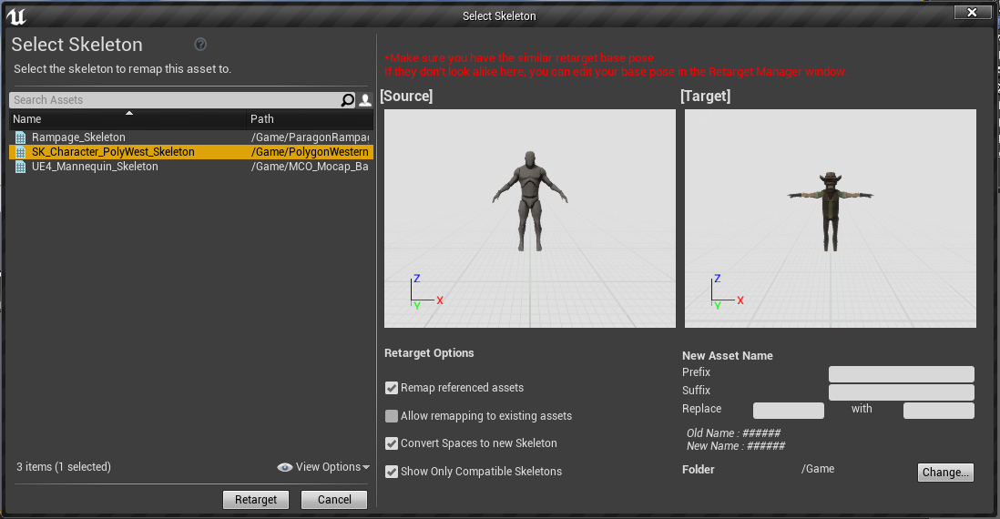 Select Skeleton
Select Skeleton
Select the skeleton to remap this asset to.
Search Assets
Name Path
Rampage_Skeleton /Game/ParagonRampac
SK_Character_PolyWest_Skeleton /Game/PolygonWestern
UE4_Mannequin_Skeleton /Game/MCO_Mocap_Ba
3 items (1 selected) View Options
Retarget Cancel
*Make sure you have the similar retarget base pose.
If they don't look alike here, you can edit your base pose in the Retarget Manager window.
[Source] [Target]
Z Z
X X
Y Y
Retarget Options
Remap referenced assets
Allow remapping to existing assets
Convert Spaces to new Skeleton
Show Only Compatible Skeletons
New Asset Name
Prefix
Suffix
Replace with
Old Name : ######
New Name : ######
Folder /Game Change...